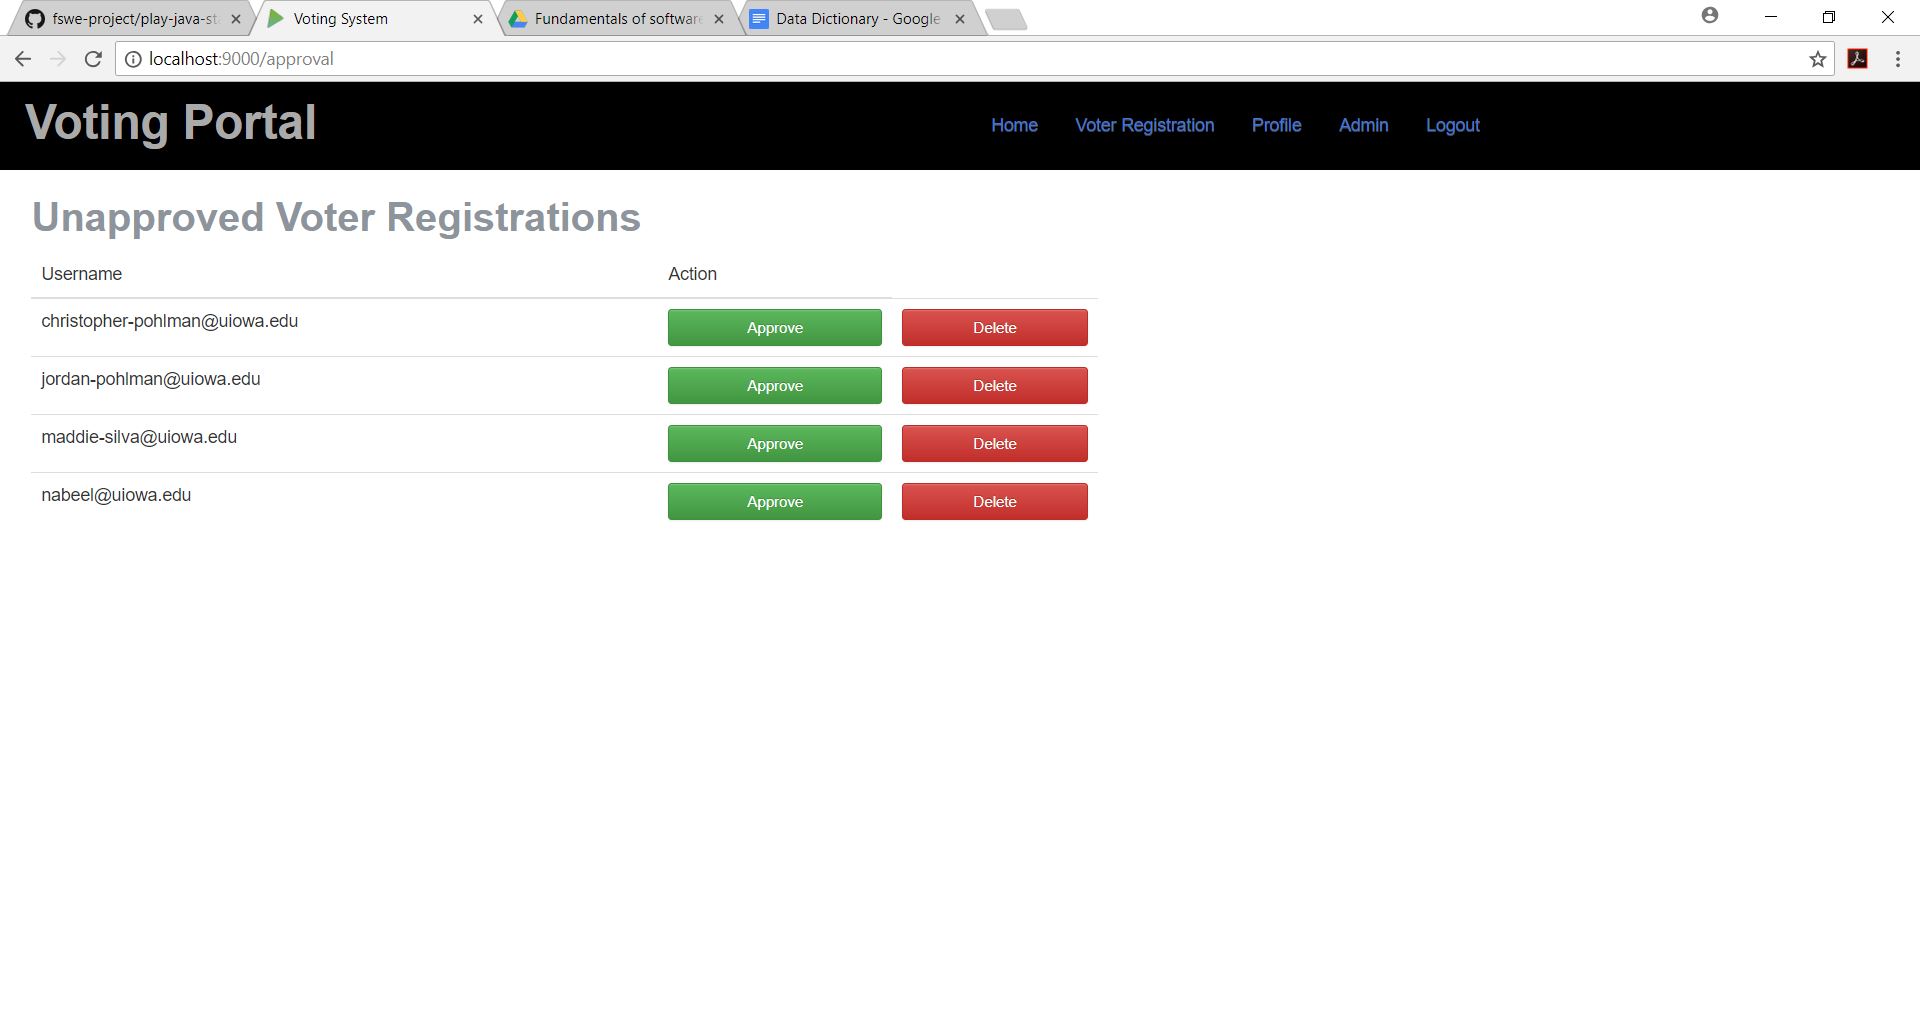 fswe-project/play-java-st
Voting System
Fundamentals of softwar
Data Dictionary - Google
localhost:9000/approval
Voting Portal
Home Voter Registration Profile Admin Logout
Unapproved Voter Registrations
Username Action
christopher-pohlman@uiowa.edu Approve Delete
jordan-pohlman@uiowa.edu Approve Delete
maddie-silva@uiowa.edu Approve Delete
nabeel@uiowa.edu Approve Delete